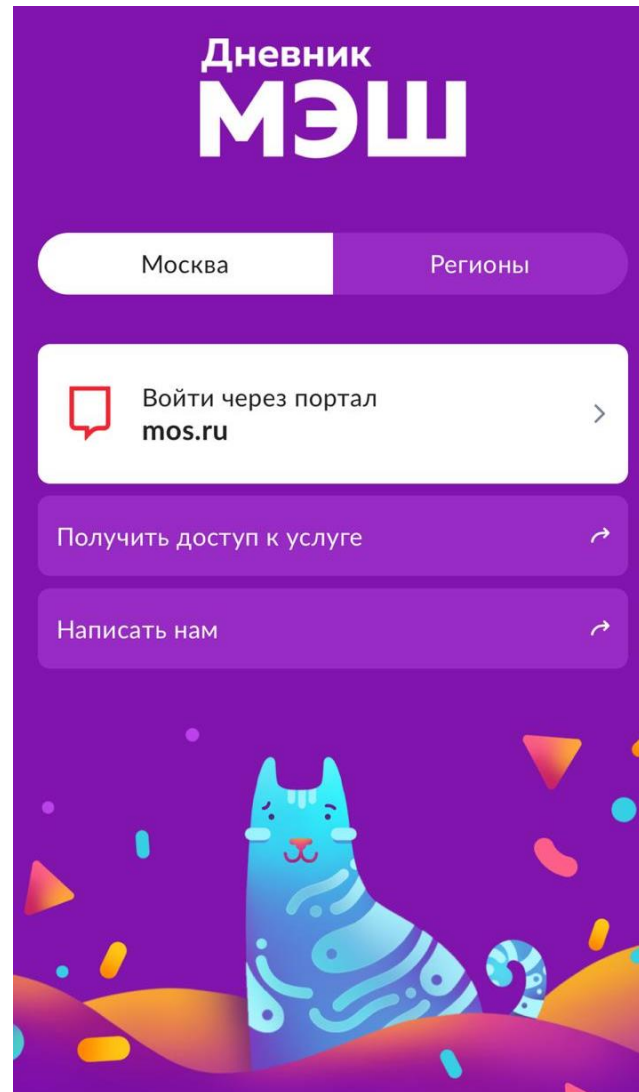 Дневник
МЭШ
Москва
Регионы
Войти через портал
mos.ru
Получить доступ к услуге
Написать нам